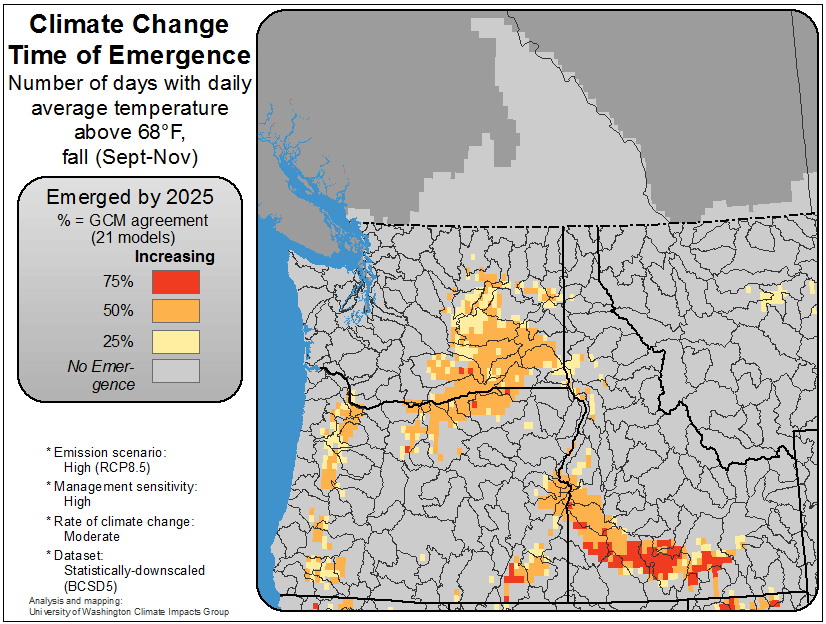 Climate Change
Time of Emergence
Number of days with daily
average temperature
above 68°F,
fall (Sept-Nov)
Emerged by 2025
% = GCM agreement
(21 models)
Increasing
75%
50%
25%
No Emer-
gence
* Emission scenario:
High (RCP8.5)
* Management sensitivity:
High
* Rate of climate change:
Moderate
* Dataset:
Statistically-downscaled
(BCSD5)
Analysis and mapping:
University of Washington Climate Impacts Group